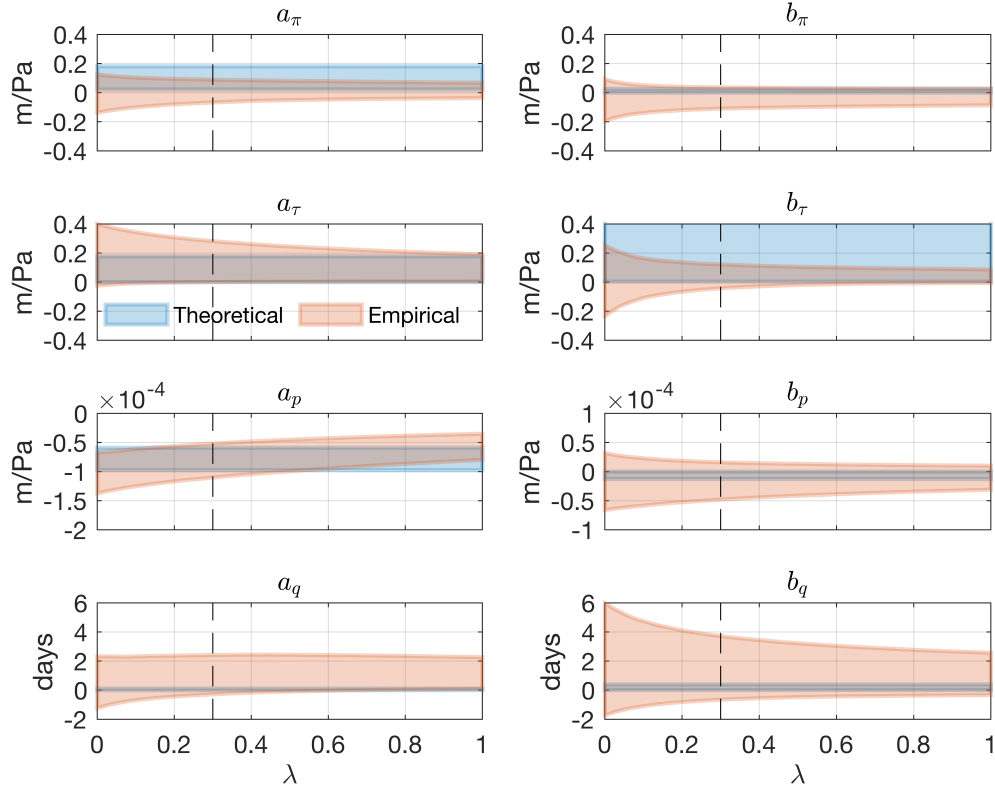 a_π
0.4
0.2
0
-0.2
-0.4
m/Pa
b_π
0.4
0.2
0
-0.2
-0.4
m/Pa
a_τ
0.4
0.2
0
-0.2
-0.4
m/Pa
Theoretical Empirical
b_τ
0.4
0.2
0
-0.2
-0.4
m/Pa
a_p
×10^-4
0
-0.5
-1
-1.5
-2
m/Pa
b_p
×10^-4
1
0.5
0
-0.5
-1
m/Pa
a_q
6
4
2
0
-2
days
0 0.2 0.4 0.6 0.8 1
λ
b_q
6
4
2
0
-2
days
0 0.2 0.4 0.6 0.8 1
λ